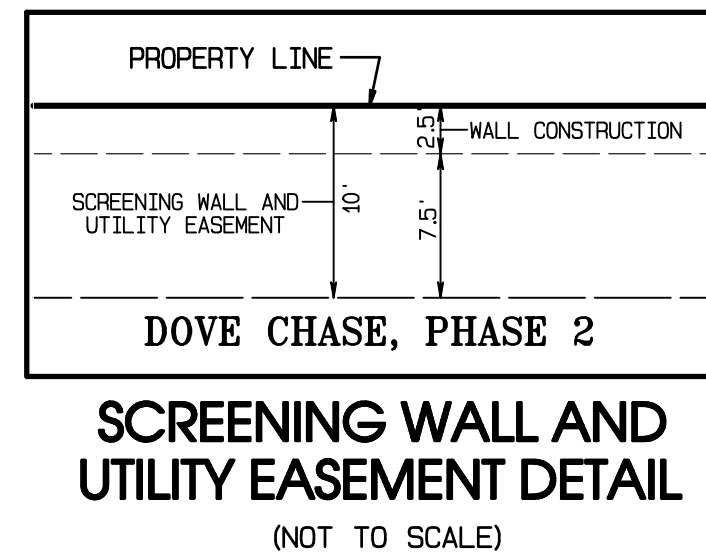 PROPERTY LINE
2.5'
WALL CONSTRUCTION
SCREENING WALL AND
UTILITY EASEMENT
10'
7.5'
DOVE CHASE, PHASE 2
SCREENING WALL AND
UTILITY EASEMENT DETAIL
(NOT TO SCALE)